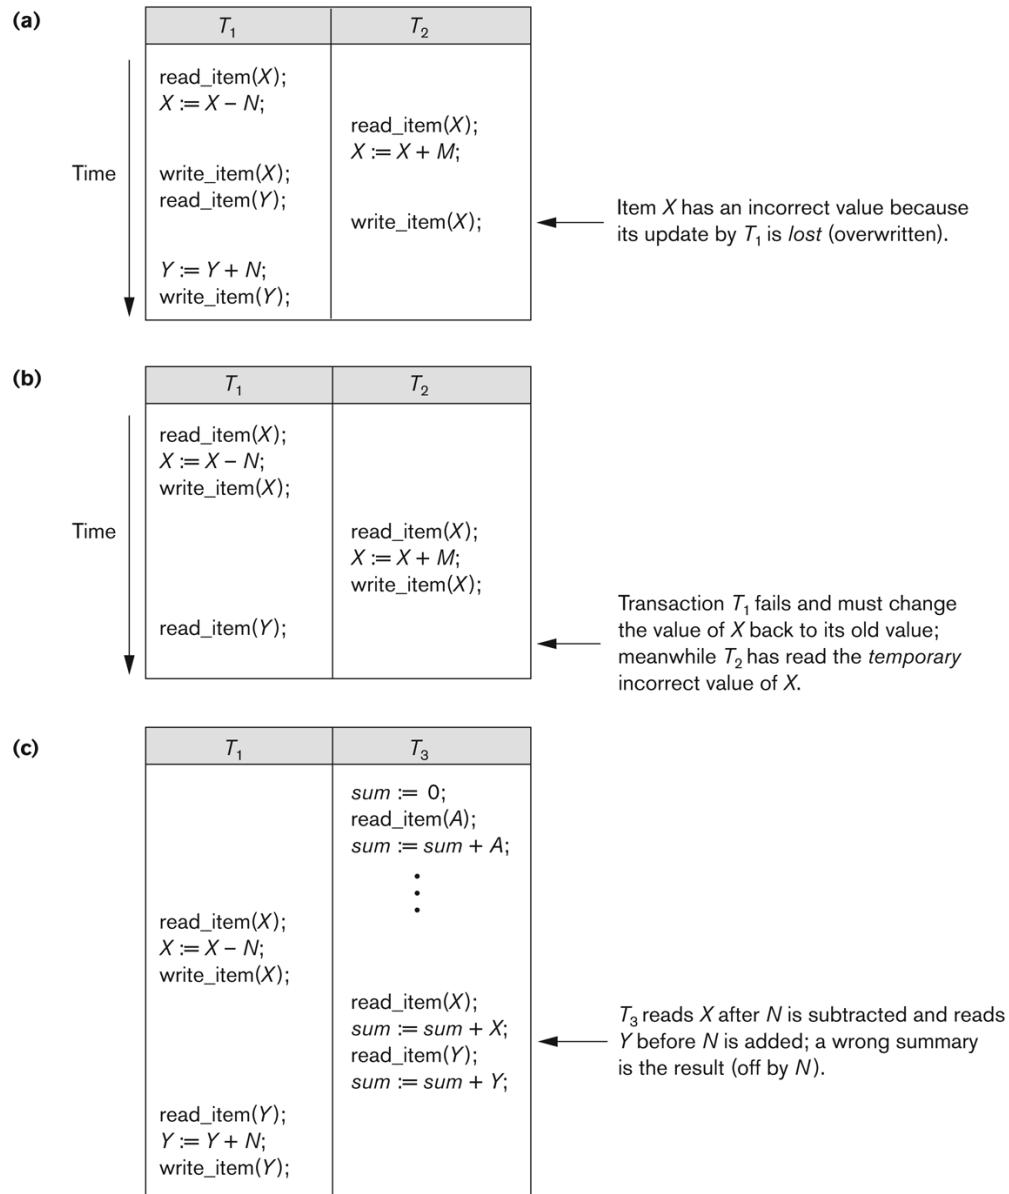 (a)
T₁ T₂
read_item(X);
X := X – N;
read_item(X);
X := X + M;
Time
write_item(X);
read_item(Y);
write_item(X);
Item X has an incorrect value because
its update by T₁ is lost (overwritten).
Y := Y + N;
write_item(Y);
(b)
T₁ T₂
read_item(X);
X := X – N;
write_item(X);
Time
read_item(X);
X := X + M;
write_item(X);
read_item(Y);
Transaction T₁ fails and must change
the value of X back to its old value;
meanwhile T₂ has read the temporary
incorrect value of X.
(c)
T₁ T₃
sum := 0;
read_item(A);
sum := sum + A;
read_item(X);
X := X – N;
write_item(X);
read_item(X);
sum := sum + X;
read_item(Y);
sum := sum + Y;
T₃ reads X after N is subtracted and reads
Y before N is added; a wrong summary
is the result (off by N).
read_item(Y);
Y := Y + N;
write_item(Y);